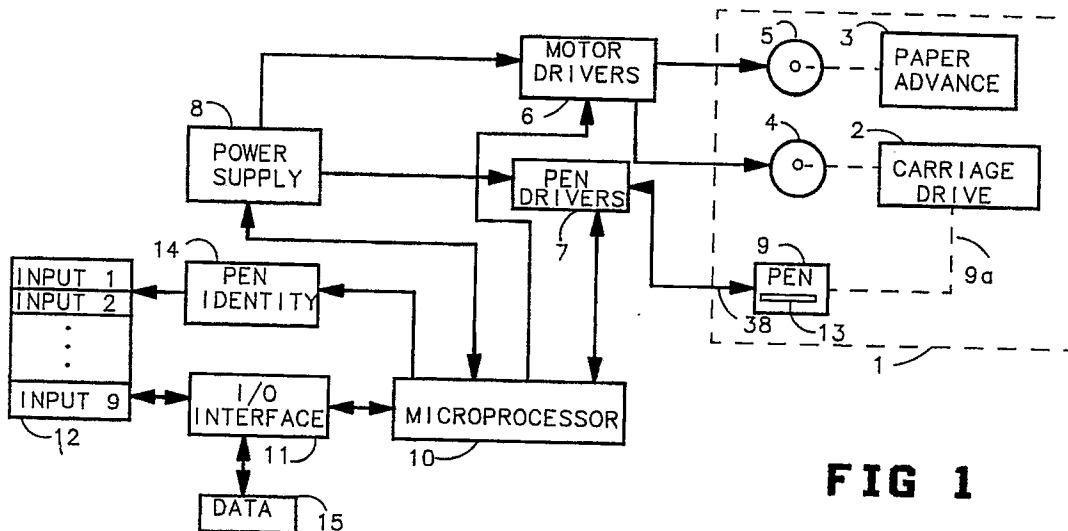 5
3
MOTOR
DRIVERS
PAPER
ADVANCE
6
8
4
2
POWER
SUPPLY
PEN
DRIVERS
CARRIAGE
DRIVE
7
14
9
PEN
9a
INPUT 1
INPUT 2
PEN
IDENTITY
38
13
1
INPUT 9
I/O
INTERFACE
MICROPROCESSOR
12
11
10
FIG 1
DATA
15